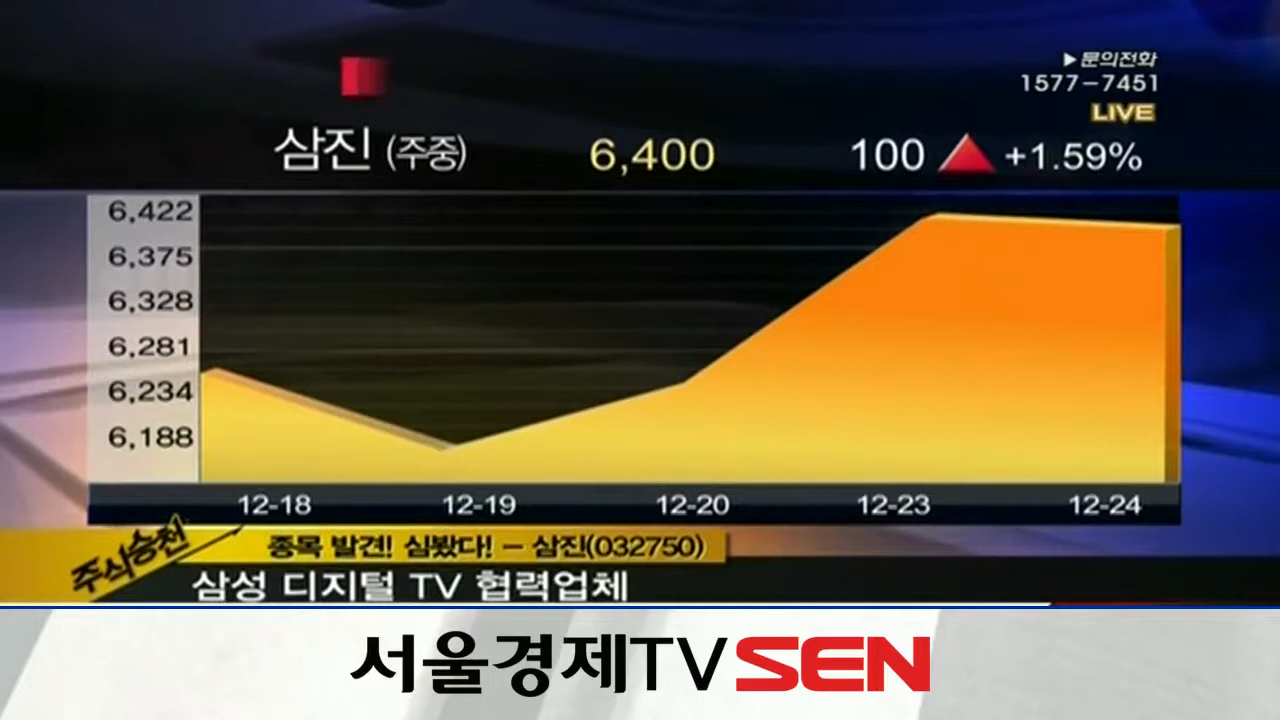 ▶문의전화
1577-7451
LIVE
삼진 (주중) 6,400 100 ▲ +1.59%
6,422
6,375
6,328
6,281
6,234
6,188
12-18 12-19 12-20 12-23 12-24
주식승천
종목 발견! 심봤다! - 삼진(032750)
삼성 디지털 TV 협력업체
서울경제TV SEN